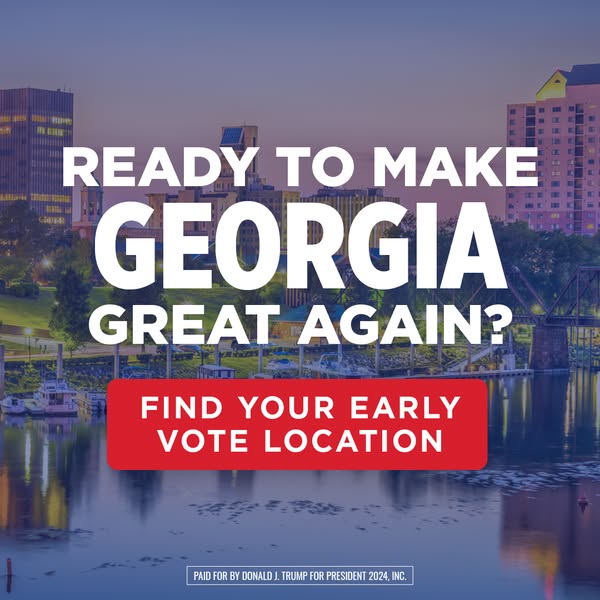 READY TO MAKE
GEORGIA
GREAT AGAIN?
FIND YOUR EARLY
VOTE LOCATION
PAID FOR BY DONALD J. TRUMP FOR PRESIDENT 2024, INC.